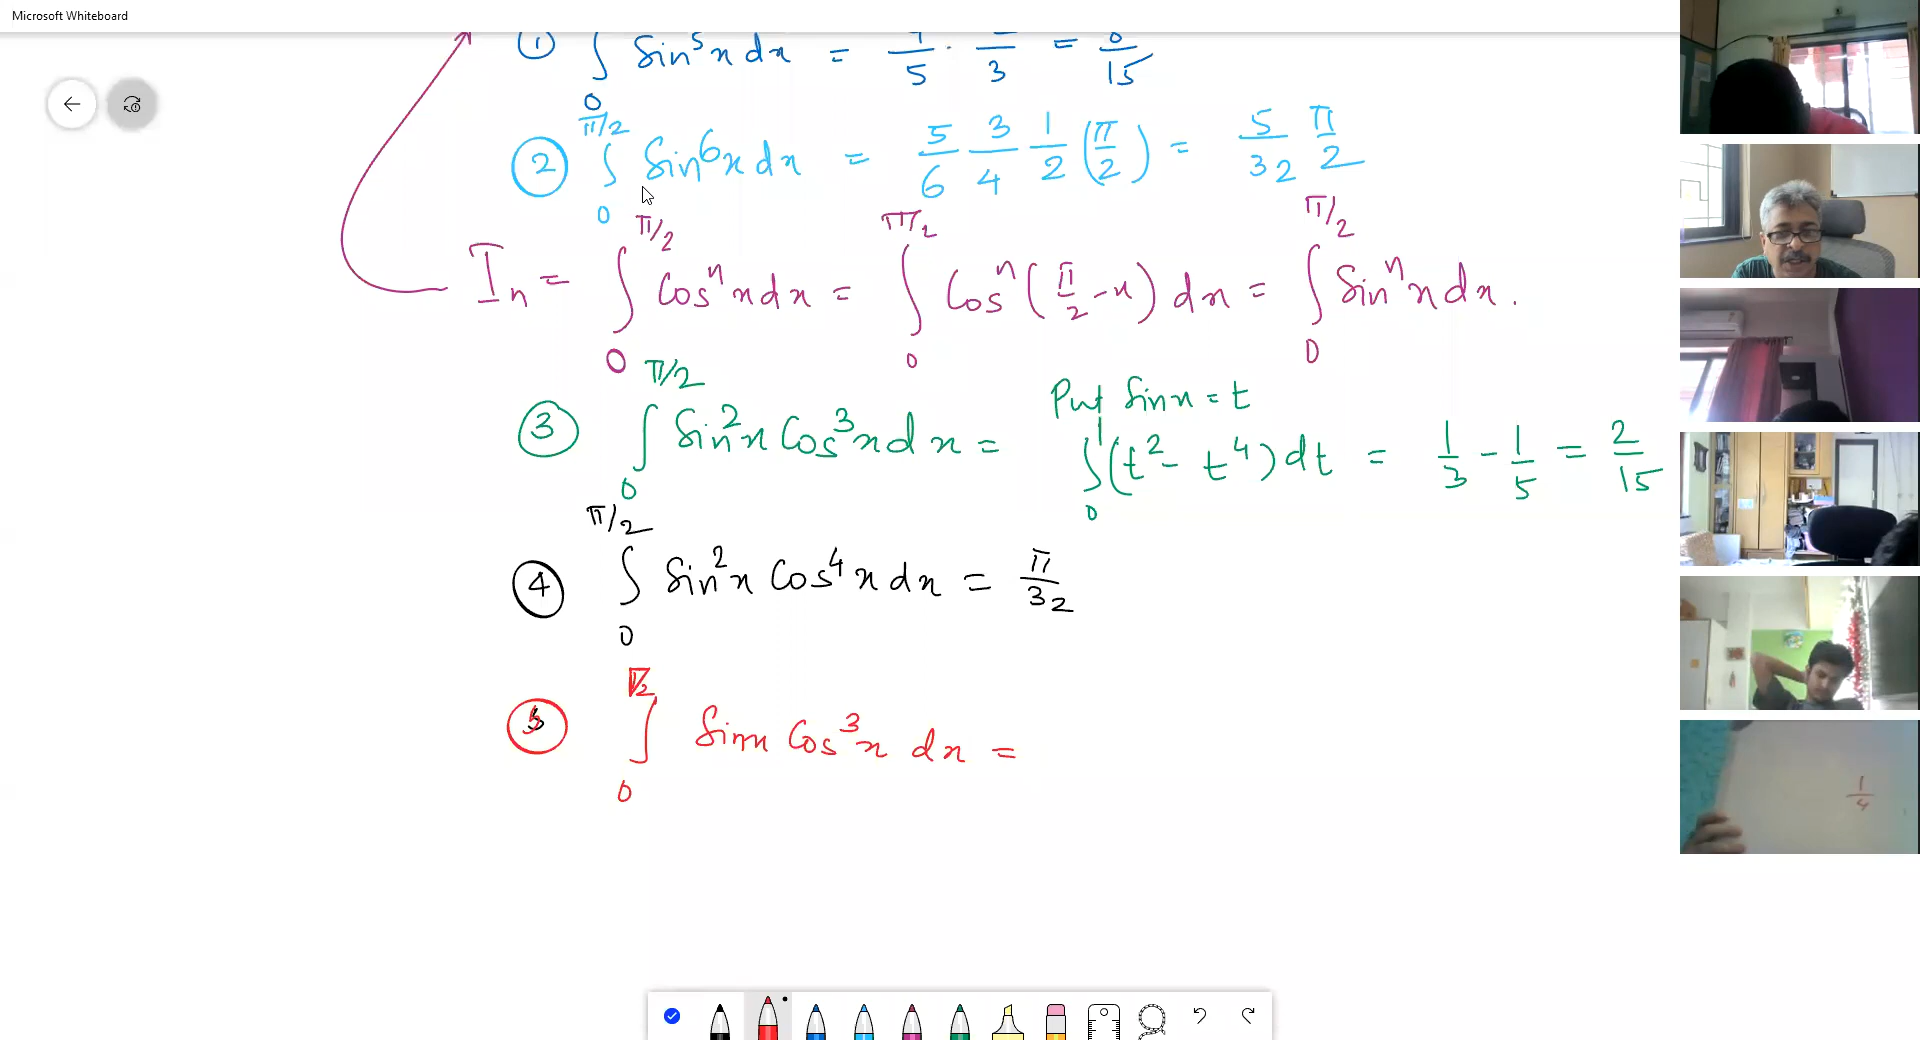 Microsoft Whiteboard
① ∫₀ Sin⁵x dx = 4/5 · 2/3 = 8/15
② ∫₀^{π/2} Sin⁶x dx = 5/6 3/4 1/2 (π/2) = 5/32 π/2
Iₙ = ∫₀^{π/2} Cosⁿx dx = ∫₀^{π/2} Cosⁿ(π/2 - x) dx = ∫₀^{π/2} Sinⁿx dx.
Put Sinx = t
③ ∫₀^{π/2} Sin²x Cos³x dx = ∫₀¹ (t² - t⁴) dt = 1/3 - 1/5 = 2/15
④ ∫₀^{π/2} Sin²x Cos⁴x dx = π/32
⑤ ∫₀^{π/2} Sinx Cos³x dx =
1/4